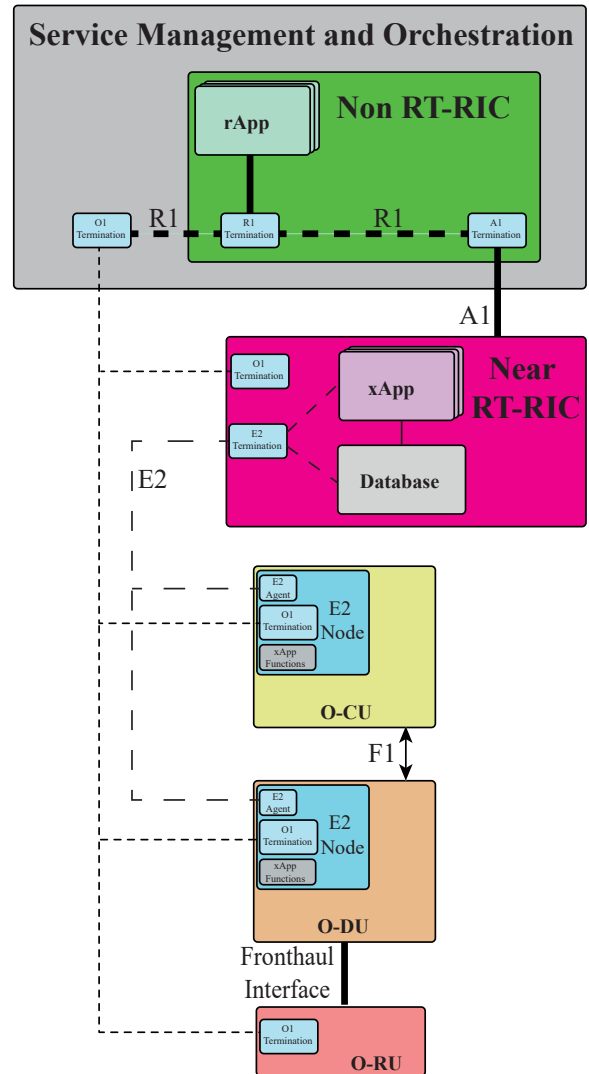 Service Management and Orchestration
Non RT-RIC
rApp
R1
R1
O1
Termination
R1
Termination
A1
Termination
A1
Near
RT-RIC
O1
Termination
xApp
E2
Termination
E2
Database
E2
Agent
E2
Node
O1
Termination
xApp
Functions
O-CU
F1
E2
Agent
E2
Node
O1
Termination
xApp
Functions
O-DU
Fronthaul
Interface
O1
Termination
O-RU